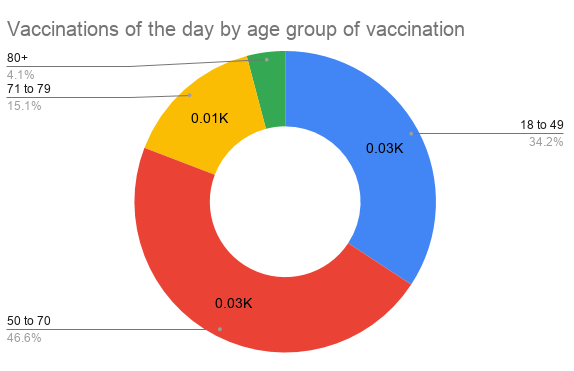 Vaccinations of the day by age group of vaccination
80+
4.1%
71 to 79
15.1%
0.01K
18 to 49
34.2%
0.03K
0.03K
50 to 70
46.6%